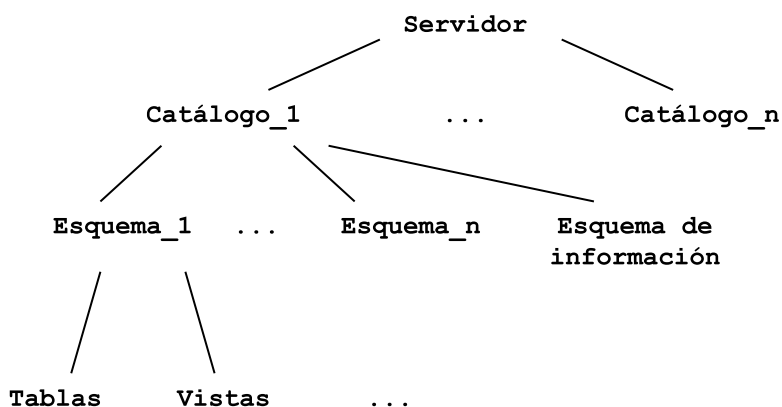 Servidor
Catálogo_1 ... Catálogo_n
Esquema_1 ... Esquema_n Esquema de
información
Tablas Vistas ...